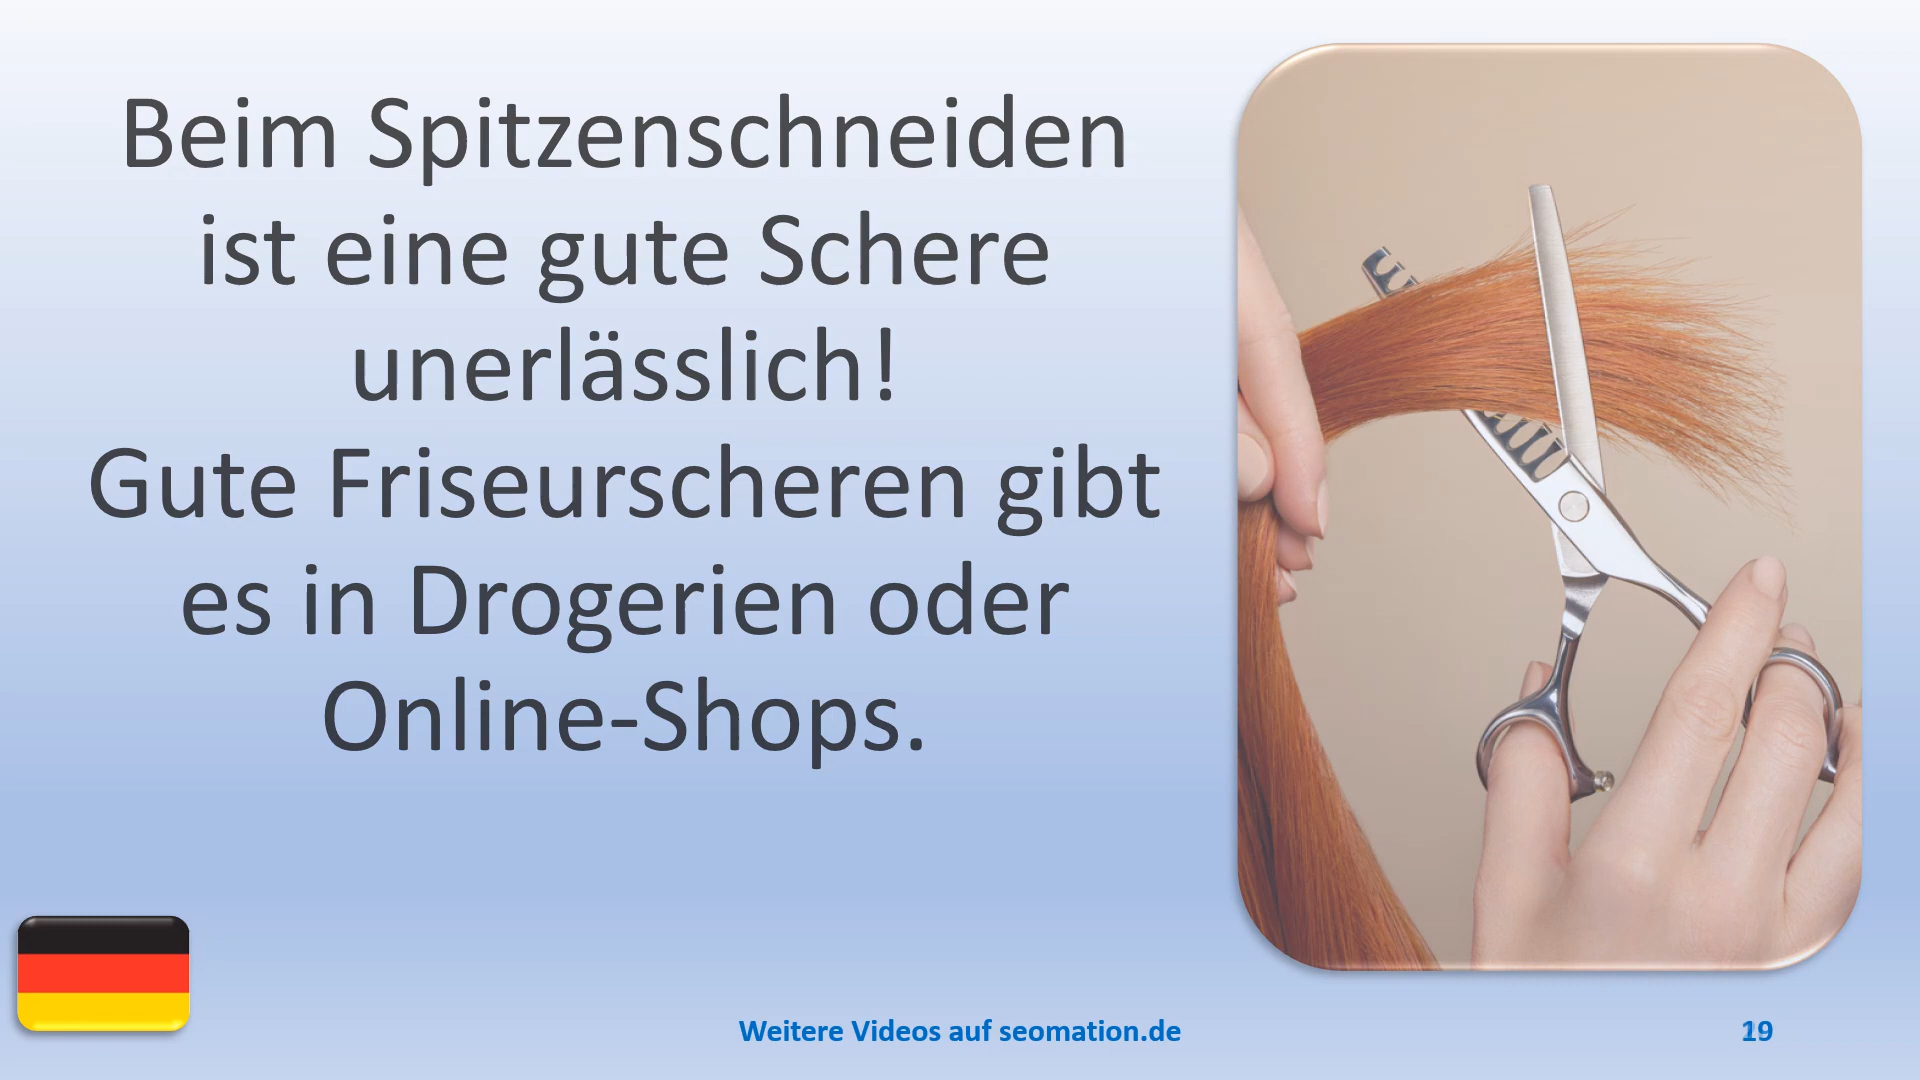 Beim Spitzenschneiden
ist eine gute Schere
unerlässlich!
Gute Friseurscheren gibt
es in Drogerien oder
Online-Shops.
Weitere Videos auf seomation.de
19